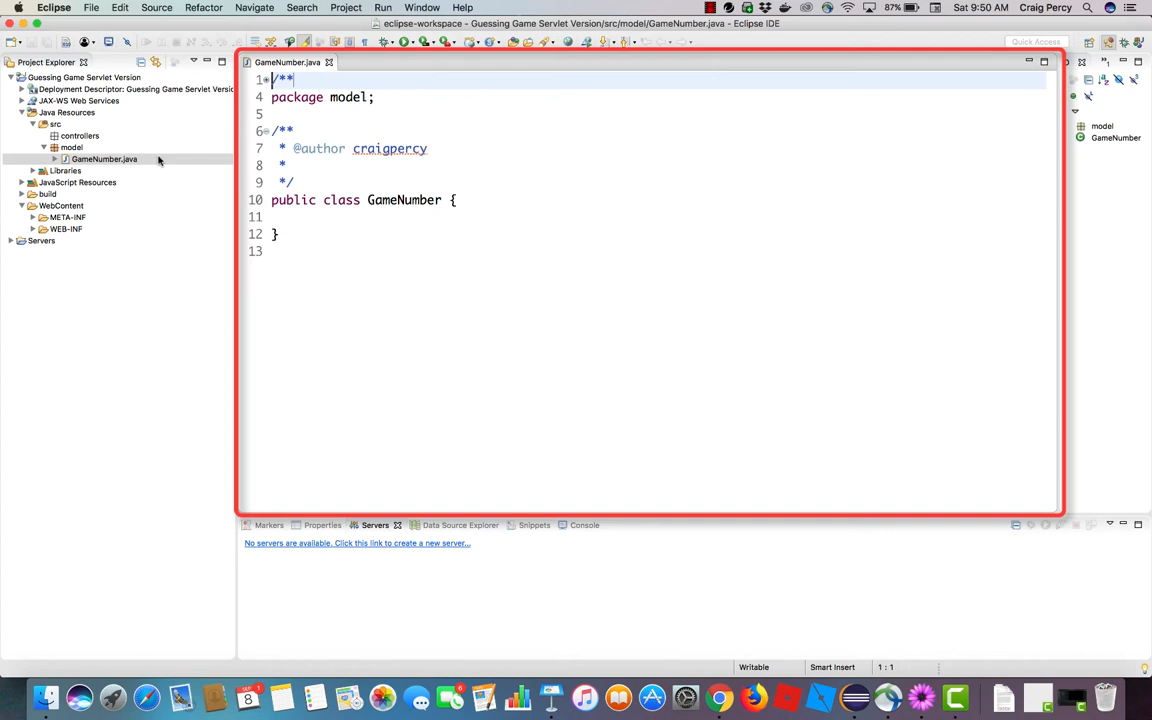 Eclipse File Edit Source Refactor Navigate Search Project Run Window Help 87% Sat 9:50 AM Craig Percy
eclipse-workspace - Guessing Game Servlet Version/src/model/GameNumber.java - Eclipse IDE
Quick Access
Project Explorer
Guessing Game Servlet Version
Deployment Descriptor: Guessing Game Servlet Versio
JAX-WS Web Services
Java Resources
src
controllers
model
GameNumber.java
Libraries
JavaScript Resources
build
WebContent
META-INF
WEB-INF
Servers
GameNumber.java
1 /**
4 package model;
5
6 /**
7 * @author craigpercy
8 *
9 */
10 public class GameNumber {
11
12 }
13
model
GameNumber
Markers Properties Servers Data Source Explorer Snippets Console
No servers are available. Click this link to create a new server...
Writable Smart Insert 1 : 1